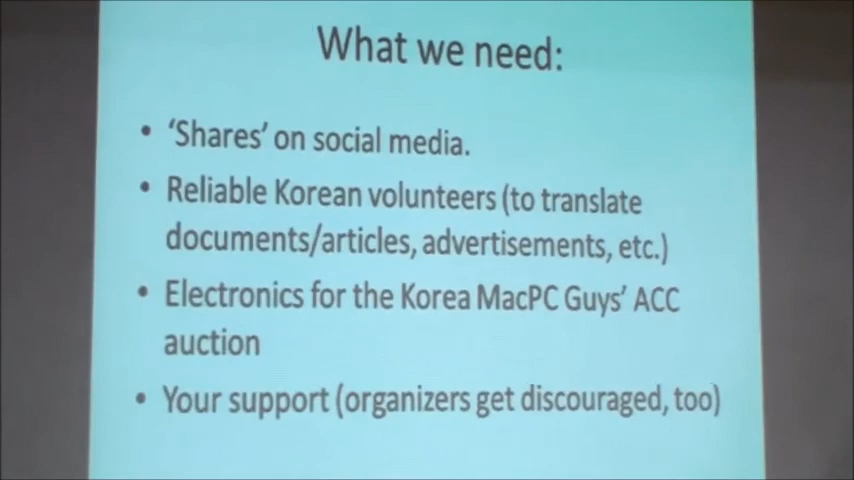 What we need:
• ‘Shares’ on social media.
• Reliable Korean volunteers (to translate
documents/articles, advertisements, etc.)
• Electronics for the Korea MacPC Guys’ ACC
auction
• Your support (organizers get discouraged, too)